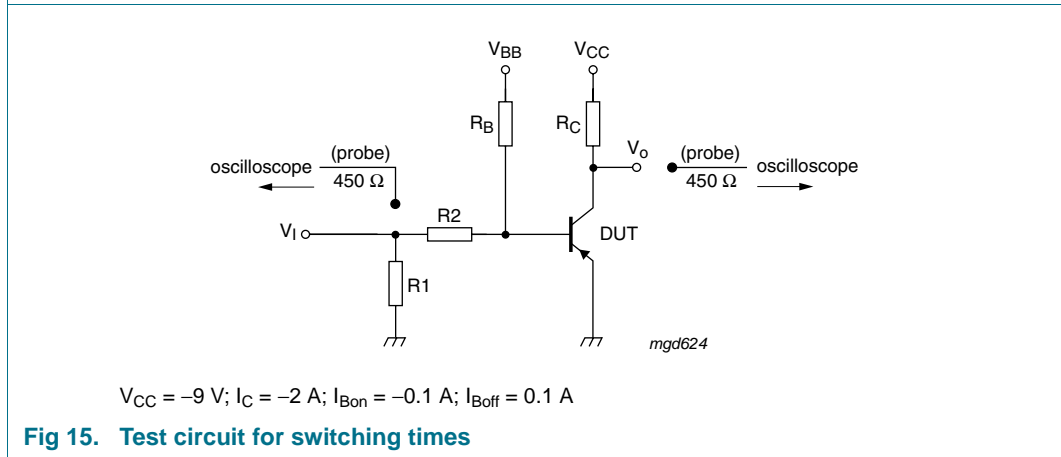 VBB VCC
RB RC
Vo
(probe) (probe)
oscilloscope oscilloscope
450 Ω 450 Ω
R2
VI DUT
R1
mgd624
VCC = −9 V; IC = −2 A; IBon = −0.1 A; IBoff = 0.1 A
Fig 15. Test circuit for switching times